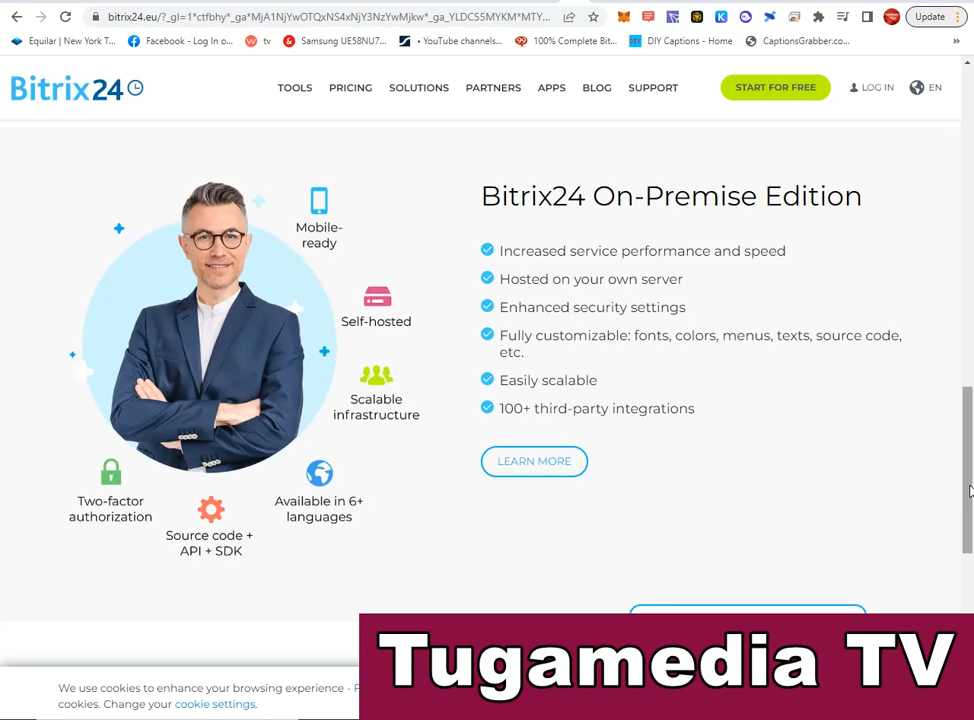 bitrix24.eu/?_gl=1*ctfbhy*_ga*MjA1NjYwOTQxNS4xNjY3NzYwMjkw*_ga_YLDC55MYKM*MTY...
Update
Equilar | New York T...
Facebook - Log In o...
tv
Samsung UE58NU7...
• YouTube channels...
100% Complete Bit...
DIY Captions - Home
CaptionsGrabber.co...
»
Bitrix24
TOOLS
PRICING
SOLUTIONS
PARTNERS
APPS
BLOG
SUPPORT
START FOR FREE
LOG IN
EN
Mobile-
ready
Self-hosted
Scalable
infrastructure
Two-factor
authorization
Source code +
API + SDK
Available in 6+
languages
Bitrix24 On-Premise Edition
Increased service performance and speed
Hosted on your own server
Enhanced security settings
Fully customizable: fonts, colors, menus, texts, source code,
etc.
Easily scalable
100+ third-party integrations
LEARN MORE
We use cookies to enhance your browsing experience -
cookies. Change your cookie settings.
Tugamedia TV